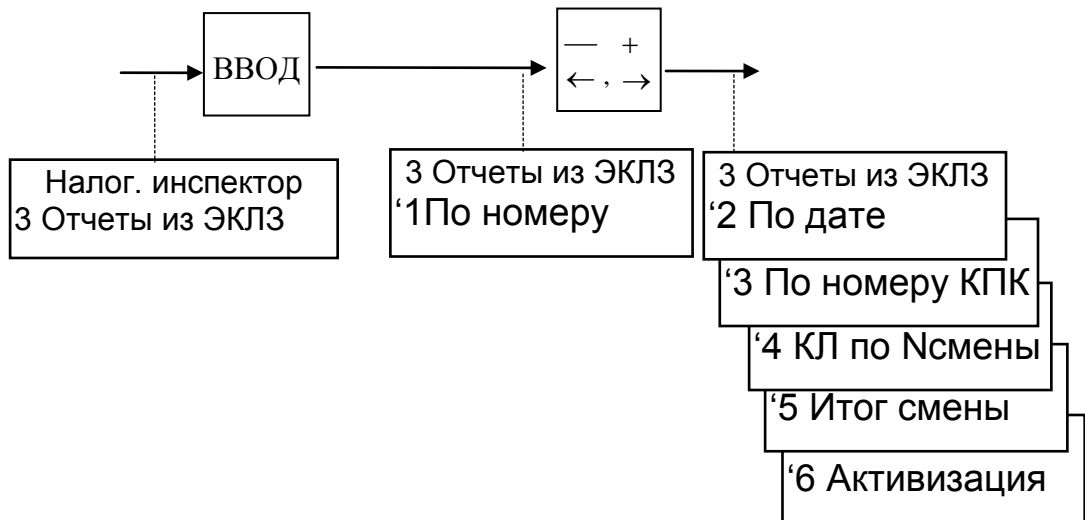 ВВОД
— +
← , →
Налог. инспектор
3 Отчеты из ЭКЛЗ
3 Отчеты из ЭКЛЗ
‘1По номеру
3 Отчеты из ЭКЛЗ
‘2 По дате
‘3 По номеру КПК
‘4 КЛ по Nсмены
‘5 Итог смены
‘6 Активизация